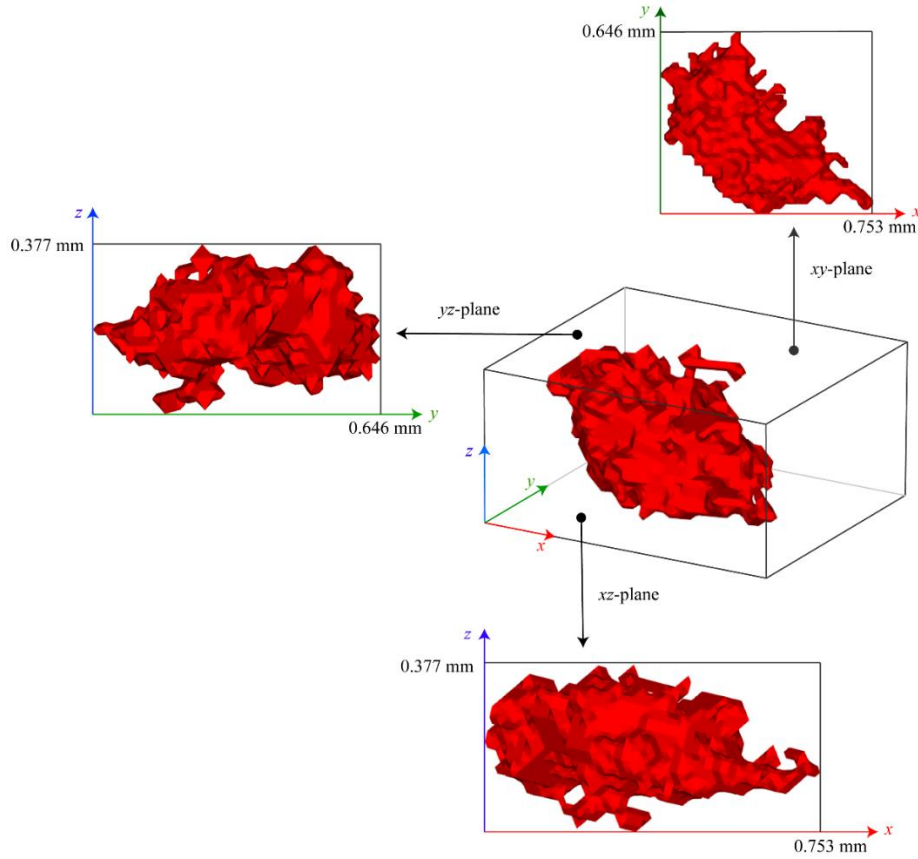 y
0.646 mm
x
0.753 mm
xy-plane
z
0.377 mm
yz-plane
y
0.646 mm
z
y
x
xz-plane
z
0.377 mm
x
0.753 mm